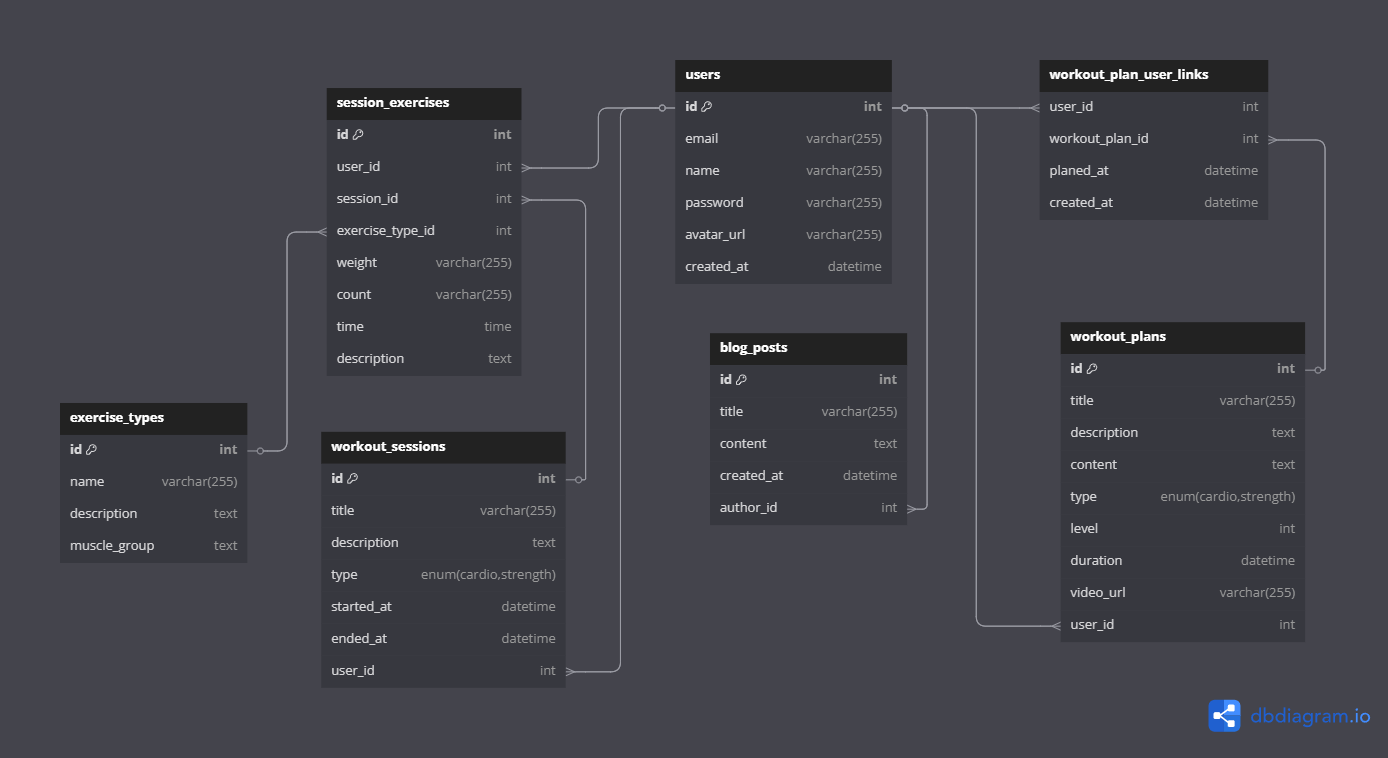 session_exercises
id int
user_id int
session_id int
exercise_type_id int
weight varchar(255)
count varchar(255)
time time
description text
exercise_types
id int
name varchar(255)
description text
muscle_group text
workout_sessions
id int
title varchar(255)
description text
type enum(cardio,strength)
started_at datetime
ended_at datetime
user_id int
users
id int
email varchar(255)
name varchar(255)
password varchar(255)
avatar_url varchar(255)
created_at datetime
blog_posts
id int
title varchar(255)
content text
created_at datetime
author_id int
workout_plan_user_links
user_id int
workout_plan_id int
planed_at datetime
created_at datetime
workout_plans
id int
title varchar(255)
description text
content text
type enum(cardio,strength)
level int
duration datetime
video_url varchar(255)
user_id int
dbdiagram.io